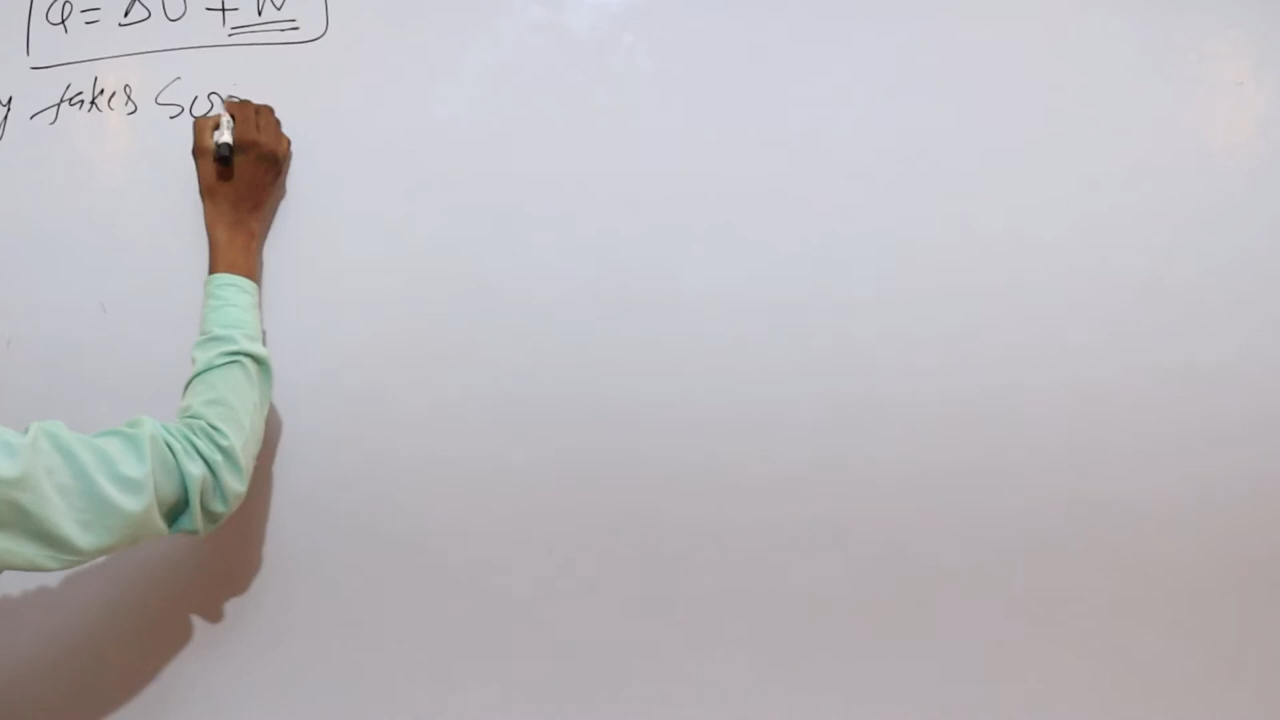 Q = ΔU + W
y takes